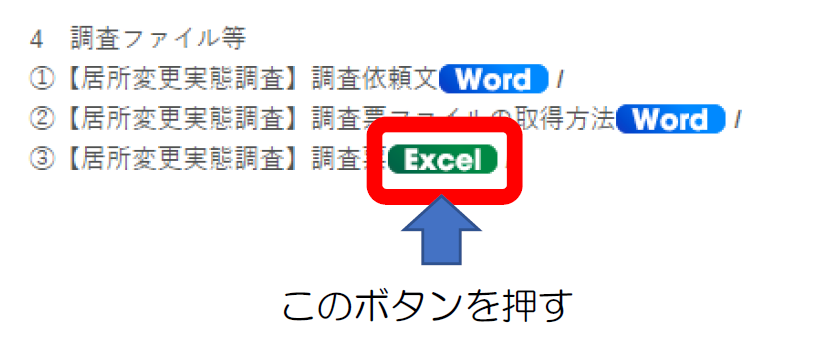 4　調査ファイル等
①【居所変更実態調査】調査依頼文 Word /
②【居所変更実態調査】調査票ファイルの取得方法 Word /
③【居所変更実態調査】調査票 Excel
このボタンを押す